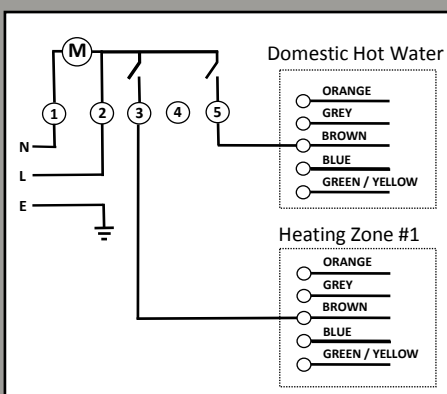 M
Domestic Hot Water
ORANGE
GREY
BROWN
BLUE
GREEN / YELLOW
1 2 3 4 5
N
L
E
Heating Zone #1
ORANGE
GREY
BROWN
BLUE
GREEN / YELLOW